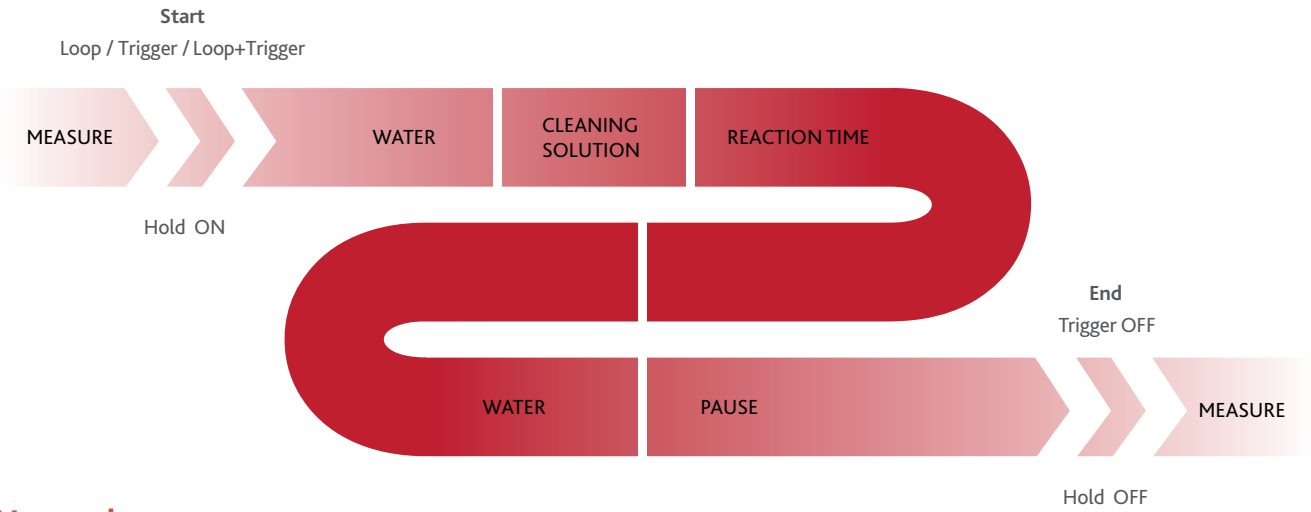 Start
Loop / Trigger / Loop+Trigger
MEASURE
WATER
CLEANING
SOLUTION
REACTION TIME
Hold ON
End
Trigger OFF
WATER
PAUSE
MEASURE
Hold OFF